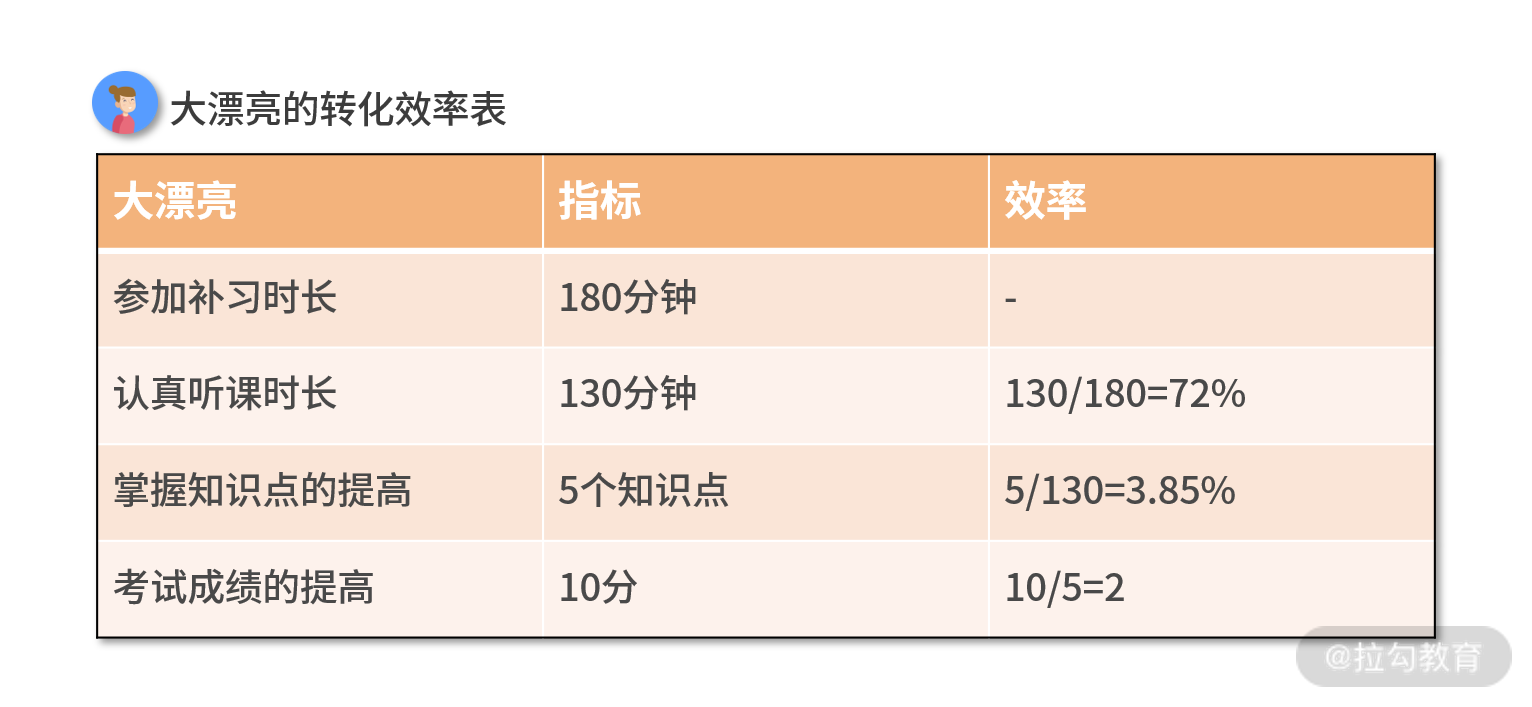 大漂亮的转化效率表
大漂亮 指标 效率
参加补习时长 180分钟 -
认真听课时长 130分钟 130/180=72%
掌握知识点的提高 5个知识点 5/130=3.85%
考试成绩的提高 10分 10/5=2
@拉勾教育